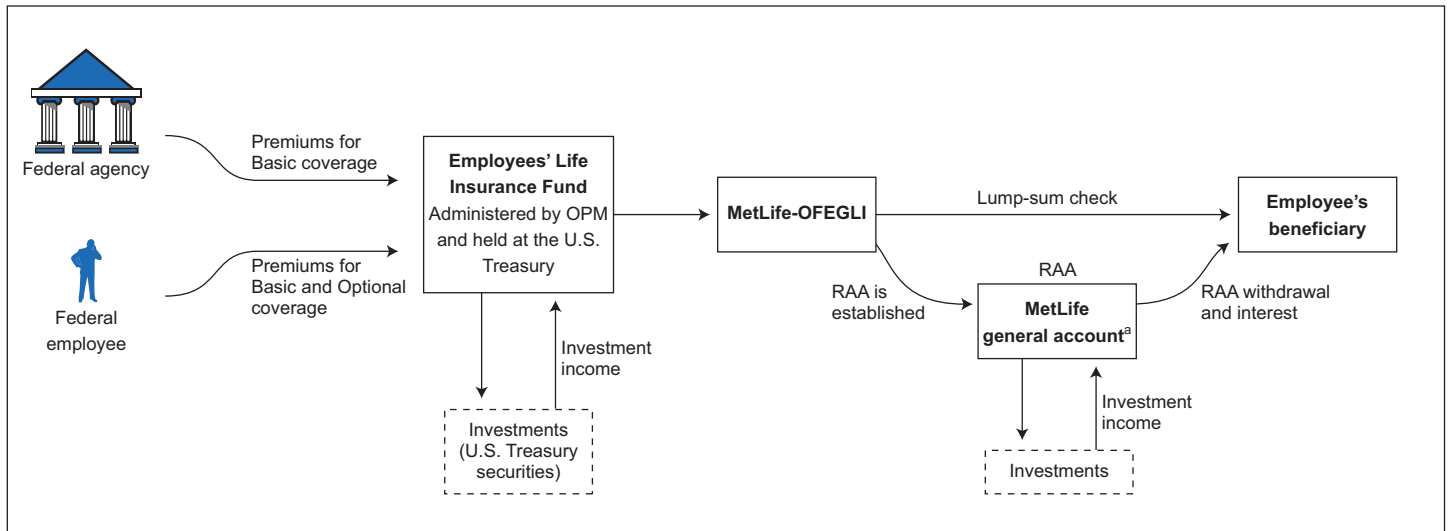 Federal agency
Premiums for
Basic coverage
Federal
employee
Premiums for
Basic and Optional
coverage
Employees’ Life
Insurance Fund
Administered by OPM
and held at the U.S.
Treasury
Investment
income
Investments
(U.S. Treasury
securities)
MetLife-OFEGLI
Lump-sum check
Employee’s
beneficiary
RAA is
established
RAA
MetLife
general accountᵃ
RAA withdrawal
and interest
Investment
income
Investments